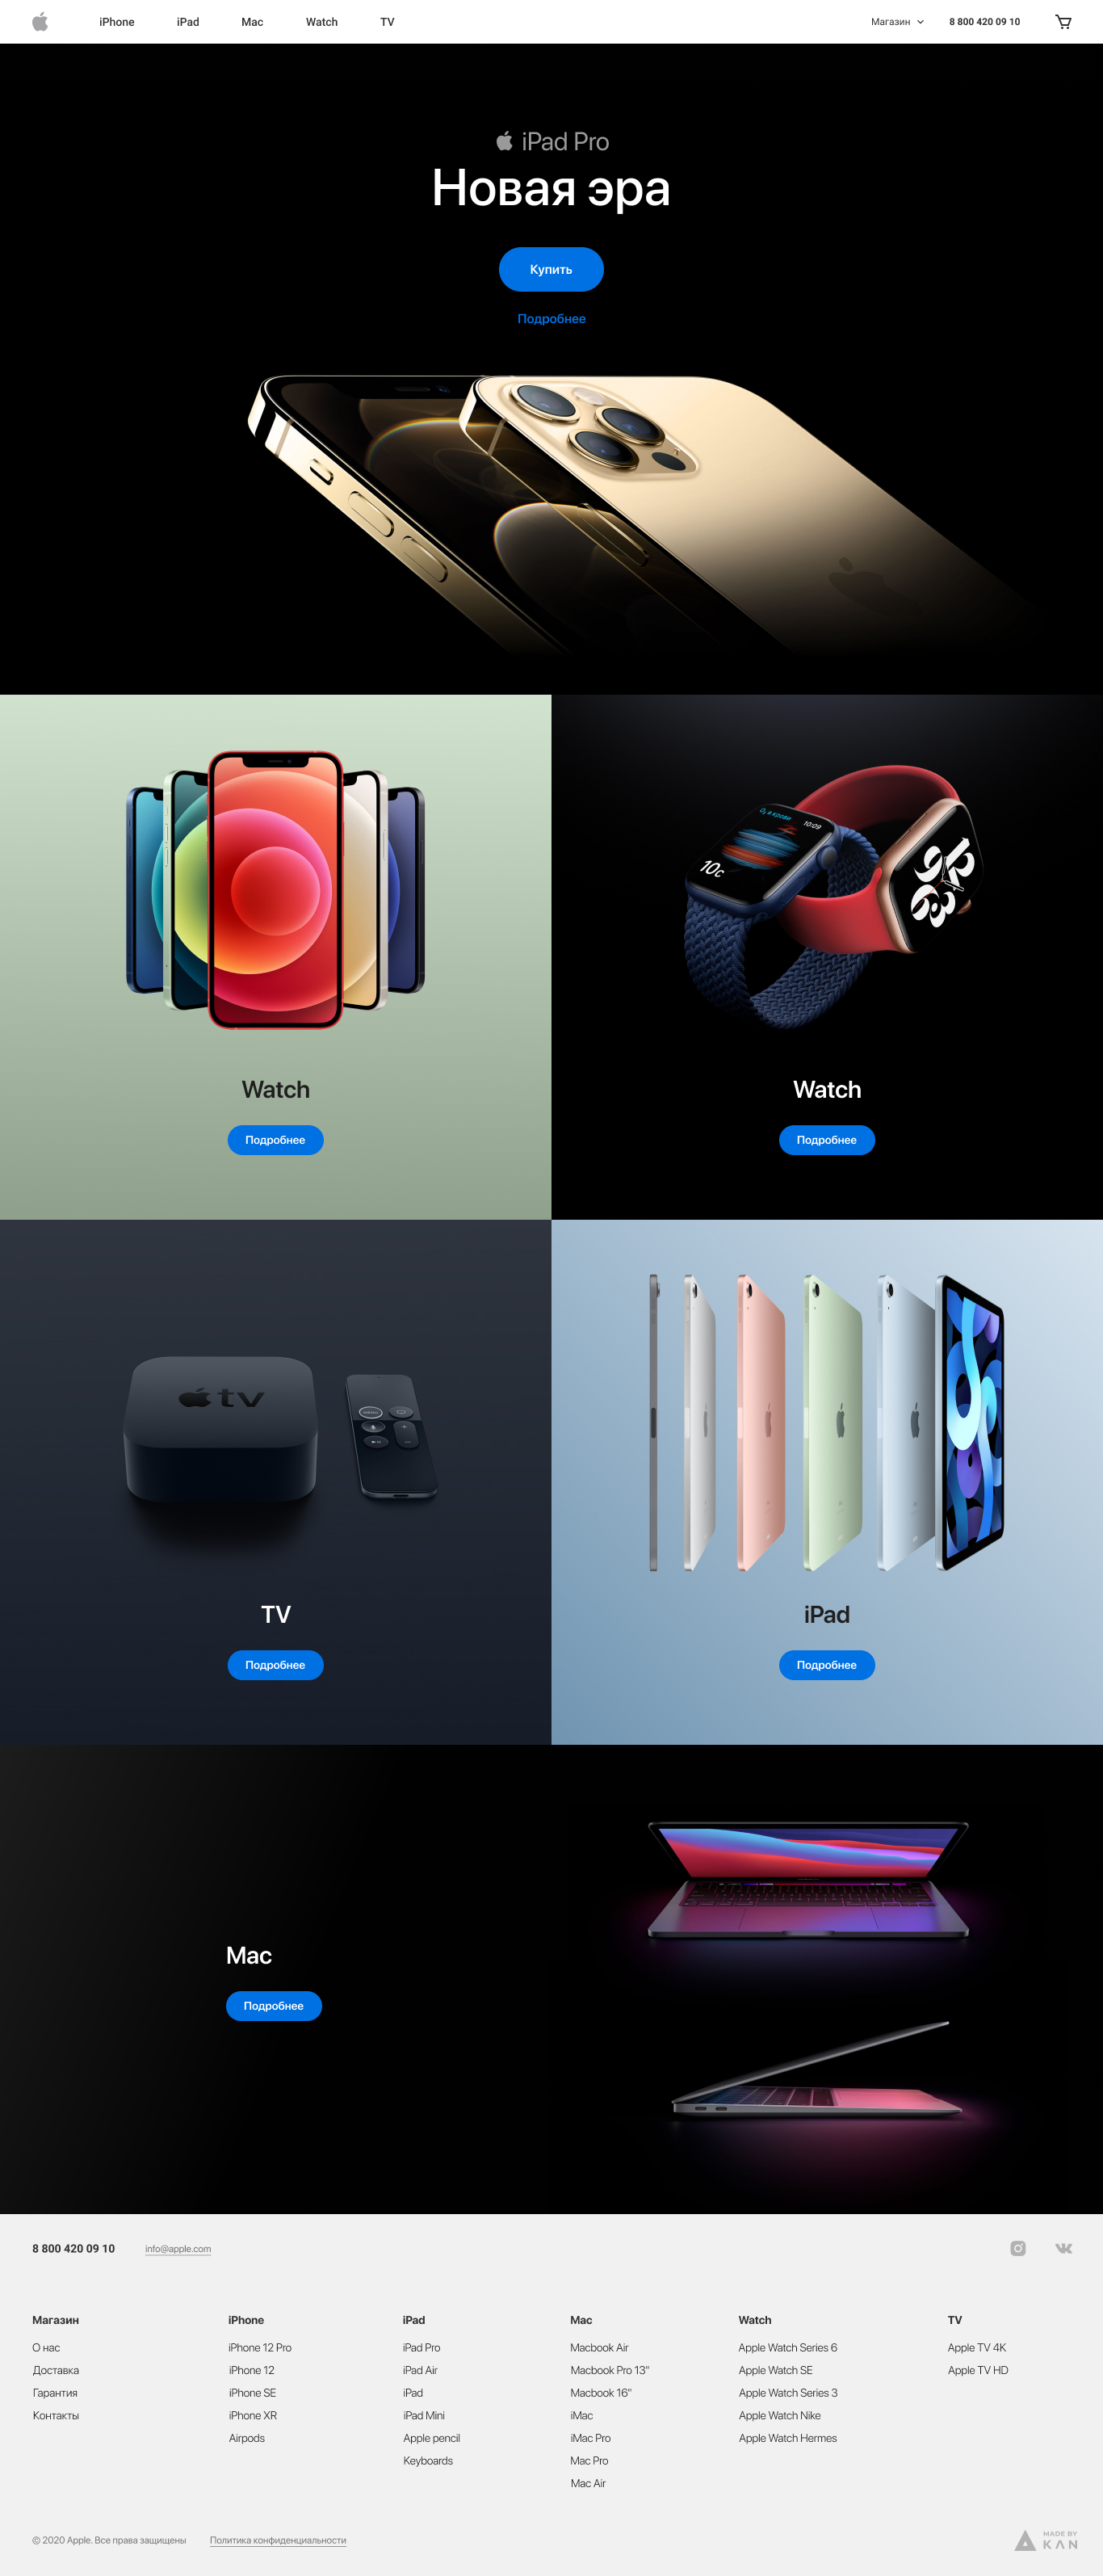 iPhone iPad Mac Watch TV Магазин 8 800 420 09 10
iPad Pro
Новая эра
Купить
Подробнее
O₂ в крови
10:09
10с
Watch
Подробнее
Watch
Подробнее
tv
TV
Подробнее
iPad
Подробнее
Mac
Подробнее
8 800 420 09 10 info@apple.com
Магазин
О нас
Доставка
Гарантия
Контакты
iPhone
iPhone 12 Pro
iPhone 12
iPhone SE
iPhone XR
Airpods
iPad
iPad Pro
iPad Air
iPad
iPad Mini
Apple pencil
Keyboards
Mac
Macbook Air
Macbook Pro 13"
Macbook 16"
iMac
iMac Pro
Mac Pro
Mac Air
Watch
Apple Watch Series 6
Apple Watch SE
Apple Watch Series 3
Apple Watch Nike
Apple Watch Hermes
TV
Apple TV 4K
Apple TV HD
© 2020 Apple. Все права защищены Политика конфиденциальности
MADE BY
KAN